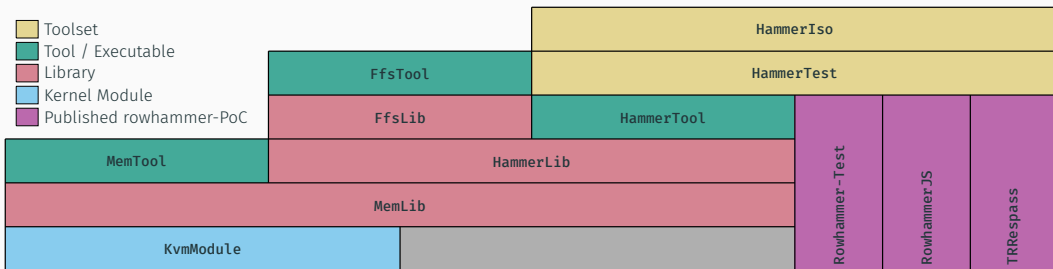 Toolset
Tool / Executable
Library
Kernel Module
Published rowhammer-PoC
HammerIso
FfsTool
HammerTest
FfsLib
HammerTool
MemTool
HammerLib
MemLib
KvmModule
Rowhammer-Test
RowhammerJS
TRRespass